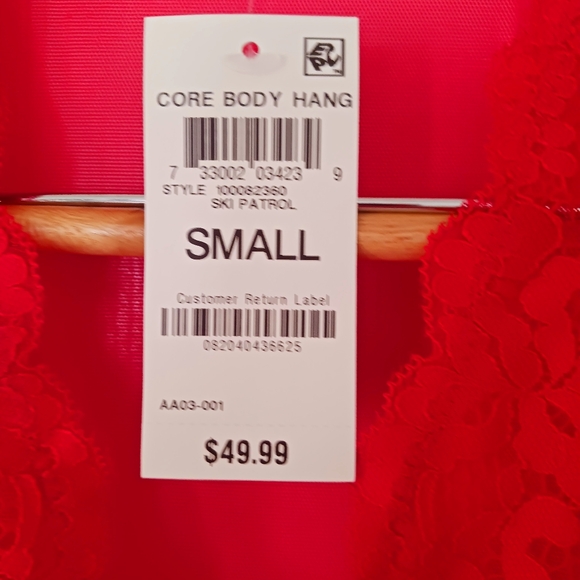 CORE BODY HANG
7 33002 03423 9
STYLE 100082360
SKI PATROL
SMALL
Customer Return Label
082040436625
AA03-001
$49.99